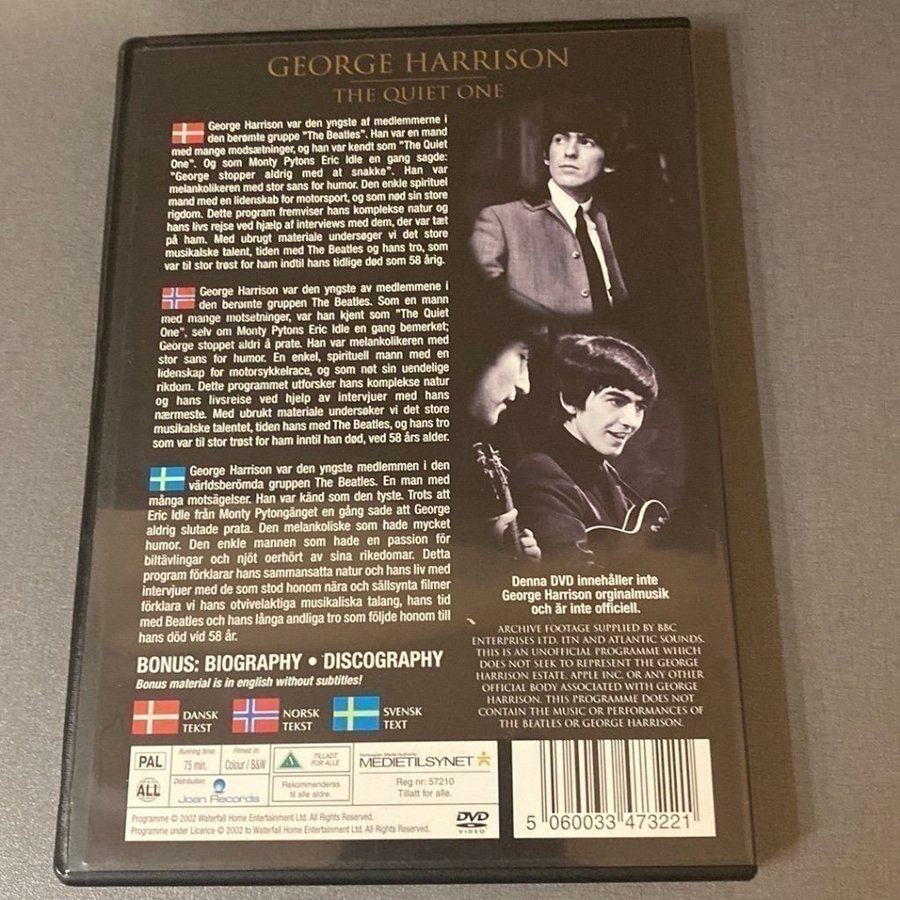 GEORGE HARRISON
THE QUIET ONE
George Harrison var den yngste af medlemmerne i
den berømte gruppe "The Beatles". Han var en mand
med mange modsætninger, og han var kendt som "The Quiet
One". Og som Monty Pytons Eric Idle en gang sagde:
"George stopper aldrig med at snakke". Han var
melankolikeren med stor sans for humor. Den enkle spirituel
mand med en lidenskab for motorsport, og som nød sin store
rigdom. Dette program fremviser hans komplekse natur og
hans livs rejse ved hjælp af interviews med dem, der var tæt
på ham. Med ubrugt materiale undersøger vi det store
musikalske talent, tiden med The Beatles og hans tro, som
var til stor trøst for ham indtil hans tidlige død som 58 årig.
George Harrison var den yngste av medlemmene i
den berømte gruppen The Beatles. Som en mann
med mange motsetninger, var han kjent som "The Quiet
One", selv om Monty Pytons Eric Idle en gang bemerket;
George stoppet aldri å prate. Han var melankolikeren med
stor sans for humor. En enkel, spirituell mann med en
lidenskap for motorsykkelrace, og som nøt sin uendelige
rikdom. Dette programmet utforsker hans komplekse natur
og hans livsreise ved hjelp av intervjuer med hans
nærmeste. Med ubrukt materiale undersøker vi det store
musikalske talentet, tiden hans med The Beatles, og hans tro
som var til stor trøst for ham inntil han død, ved 58 års alder.
George Harrison var den yngste medlemmen i den
världsberömda gruppen The Beatles. En man med
många motsägelser. Han var känd som den tyste. Trots att
Eric Idle från Monty Pytongänget en gång sade att George
aldrig slutade prata. Den melankoliske som hade mycket
humor. Den enkle mannen som hade en passion för
biltävlingar och njöt oerhört av sina rikedomar. Detta
program förklarar hans sammansatta natur och hans liv med
intervjuer med de som stod honom nära och sällsynta filmer
förklara vi hans otvivelaktiga musikaliska talang, hans tid
med Beatles och hans långa andliga tro som följde honom till
hans död vid 58 år.
Denna DVD innehåller inte
George Harrison orginalmusik
och är inte officiell.
ARCHIVE FOOTAGE SUPPLIED BY BBC
ENTERPRISES LTD. ITN AND ATLANTIC SOUNDS.
THIS IS AN UNOFFICIAL PROGRAMME WHICH
DOES NOT SEEK TO REPRESENT THE GEORGE
HARRISON ESTATE. APPLE INC. OR ANY OTHER
OFFICIAL BODY ASSOCIATED WITH GEORGE
HARRISON. THIS PROGRAMME DOES NOT
CONTAIN THE MUSIC OR PERFORMANCES OF
THE BEATLES OR GEORGE HARRISON.
BONUS: BIOGRAPHY • DISCOGRAPHY
Bonus material is in english without subtitles!
DANSK
TEKST
NORSK
TEKST
SVENSK
TEXT
PAL
Running time:
75 min.
Filmed in:
Colour / B&W
A
TILLADT
FOR ALLE
ALL
Distribution:
Joan Records
Rekommenderas
til alle aldre.
Norwegian Media Authority
MEDIETILSYNET
Reg nr: 57210
Tillatt for alle.
Programme © 2002 Waterfall Home Entertainment Ltd. All Rights Reserved.
Programme under Licence © 2002 to Waterfall Home Entertainment Ltd. All Rights Reserved.
DVD
VIDEO
5 060033 473221